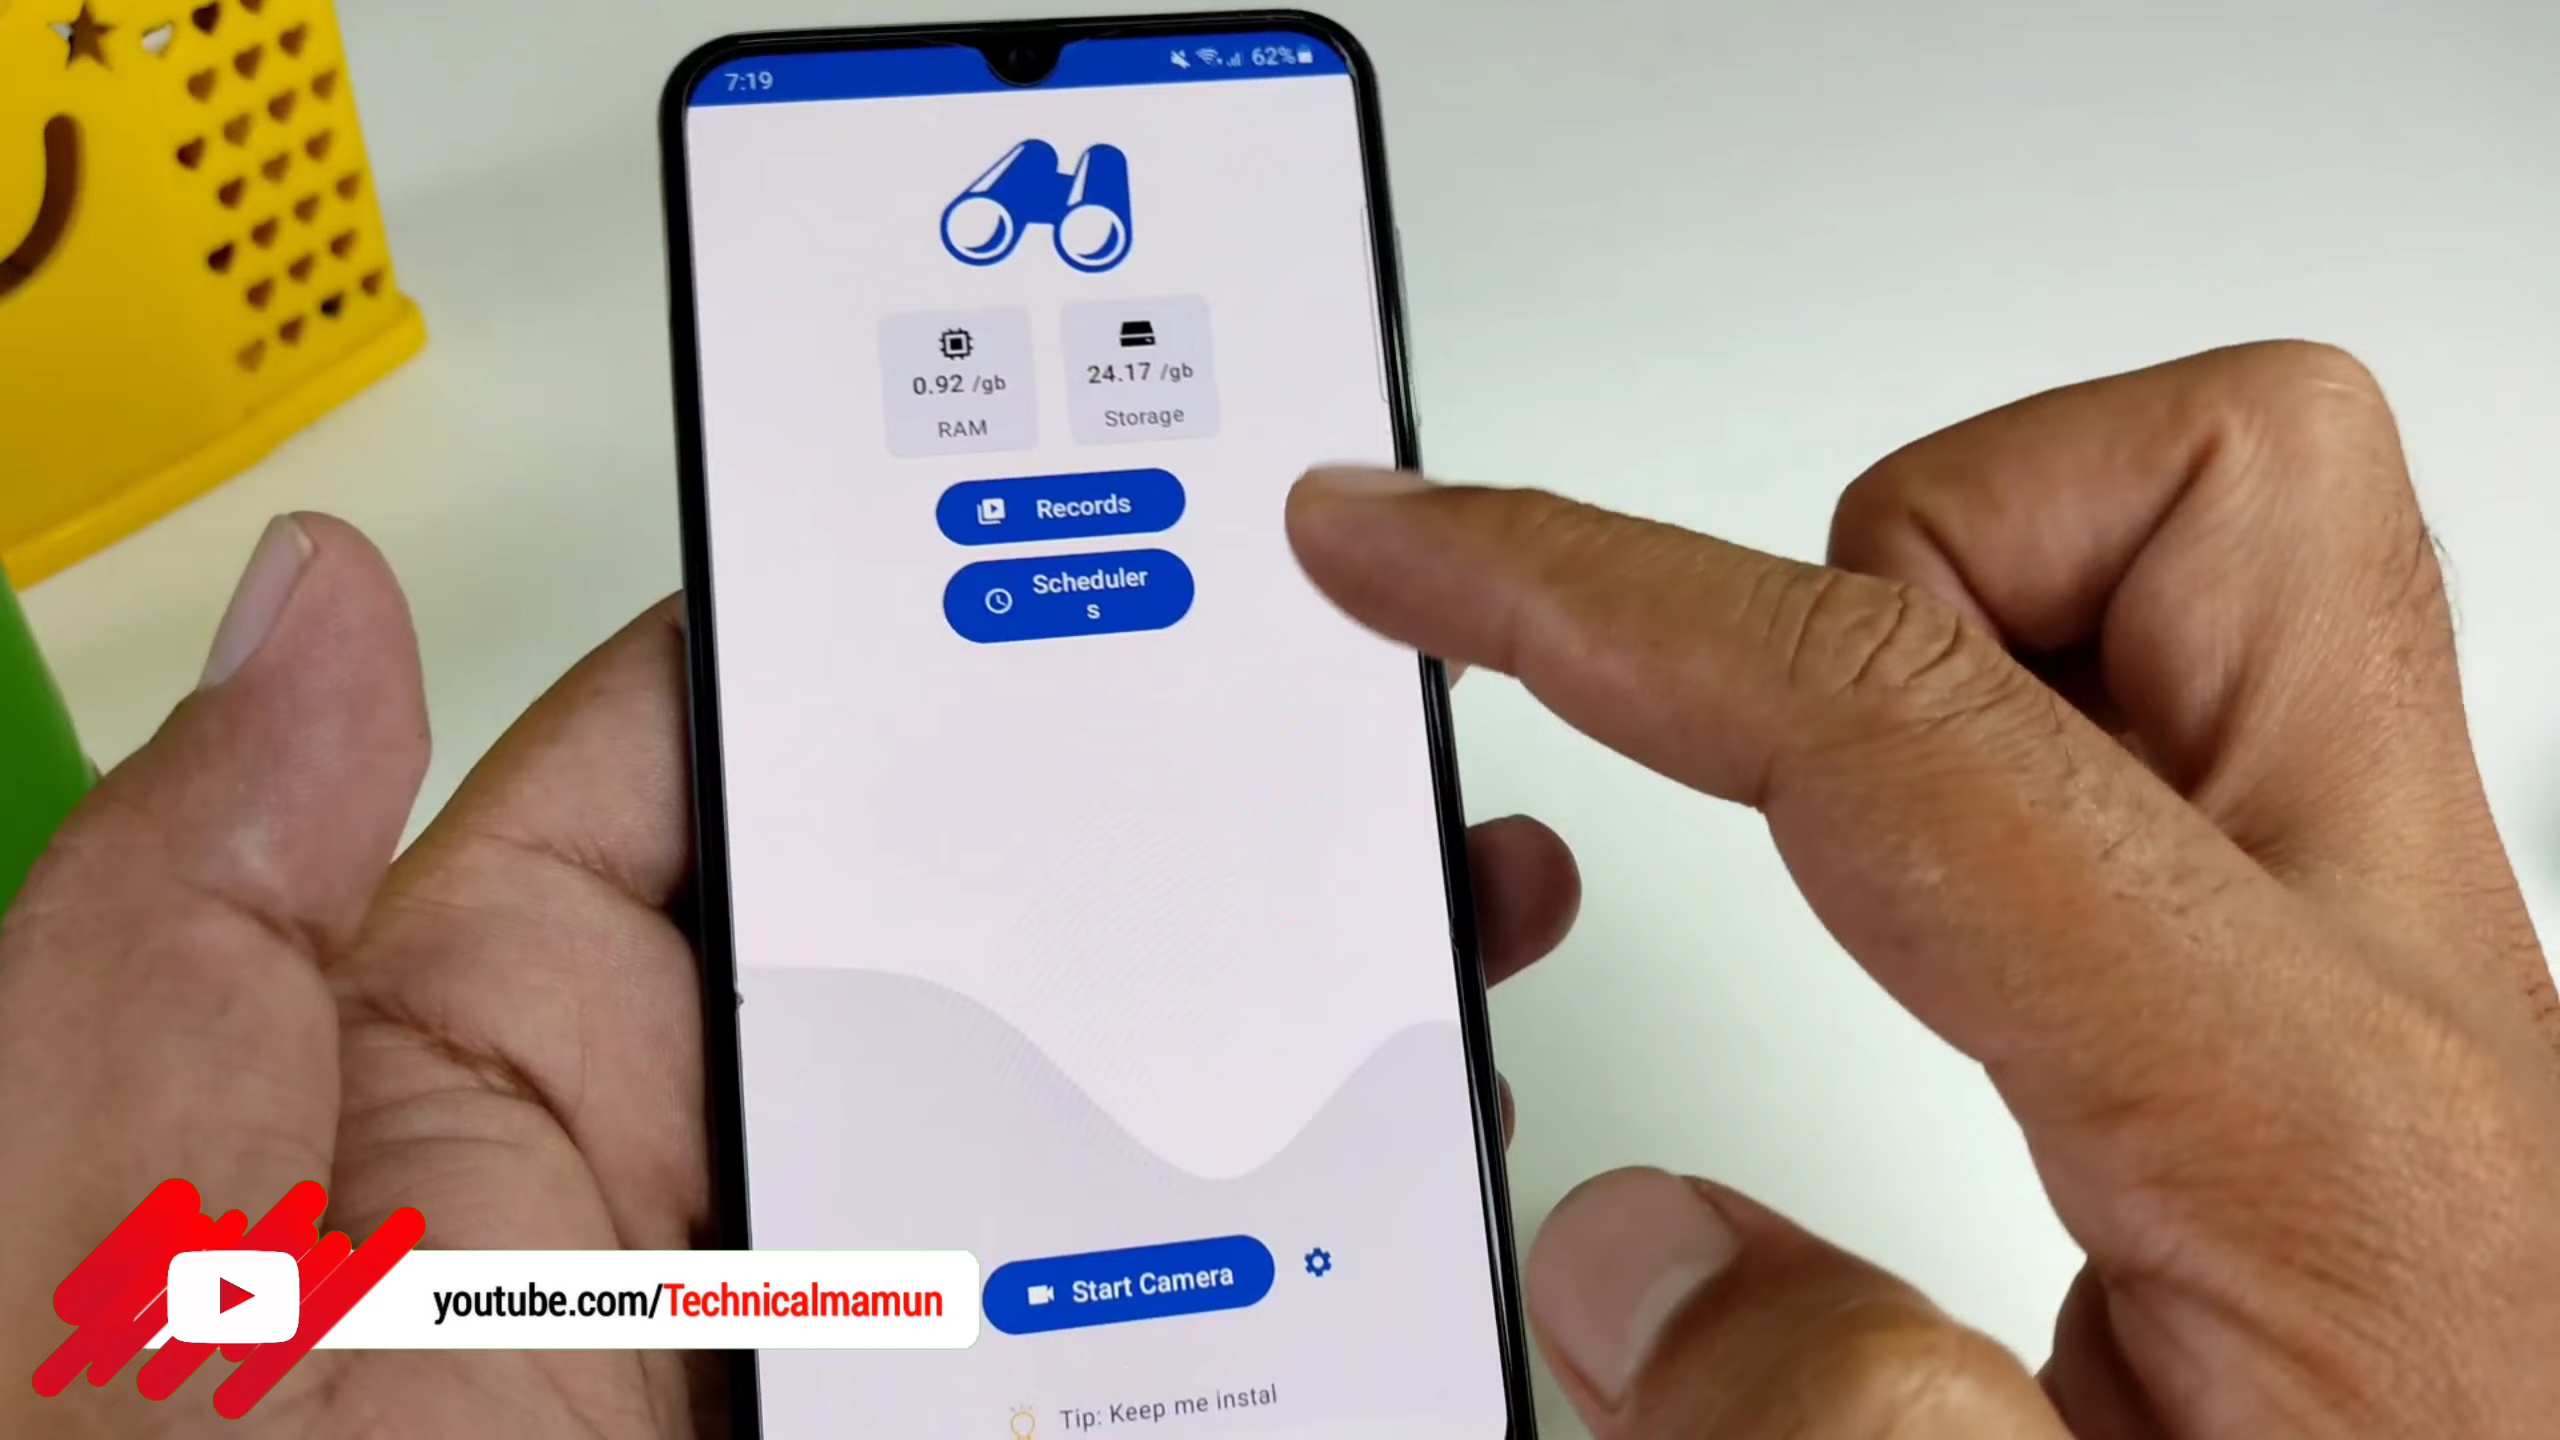 7:19
62%
0.92 /gb
RAM
24.17 /gb
Storage
Records
Scheduler
s
Start Camera
youtube.com/Technicalmamun
Tip: Keep me instal